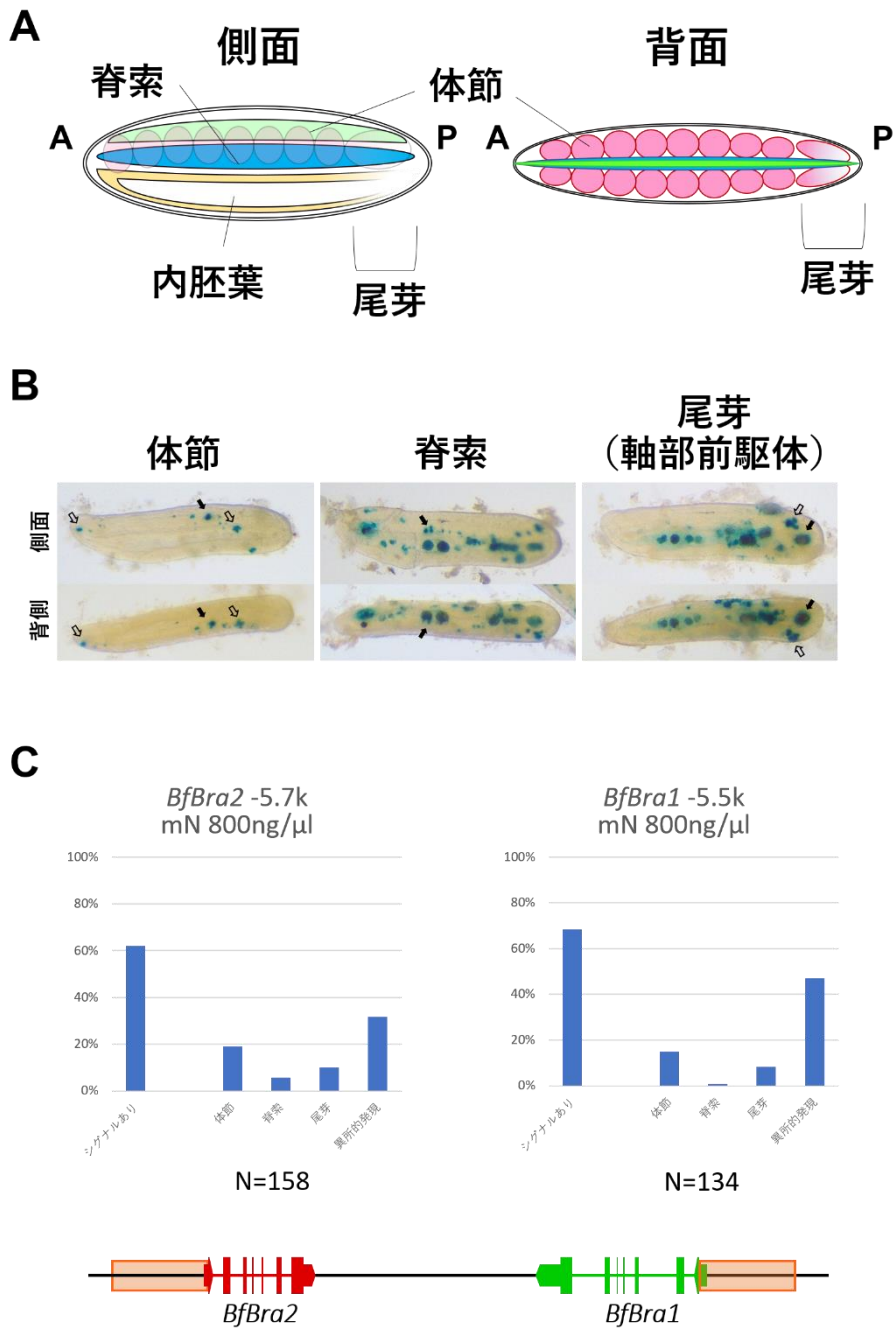 A
側面
背面
脊索
体節
A
P
A
P
内胚葉
尾芽
尾芽
B
体節
脊索
尾芽
（軸部前駆体）
側面
背側
C
BfBra2 -5.7k
mN 800ng/µl
100%
80%
60%
40%
20%
0%
シグナルあり
体節
脊索
尾芽
異所的発現
N=158
BfBra1 -5.5k
mN 800ng/µl
100%
80%
60%
40%
20%
0%
シグナルあり
体節
脊索
尾芽
異所的発現
N=134
BfBra2
BfBra1